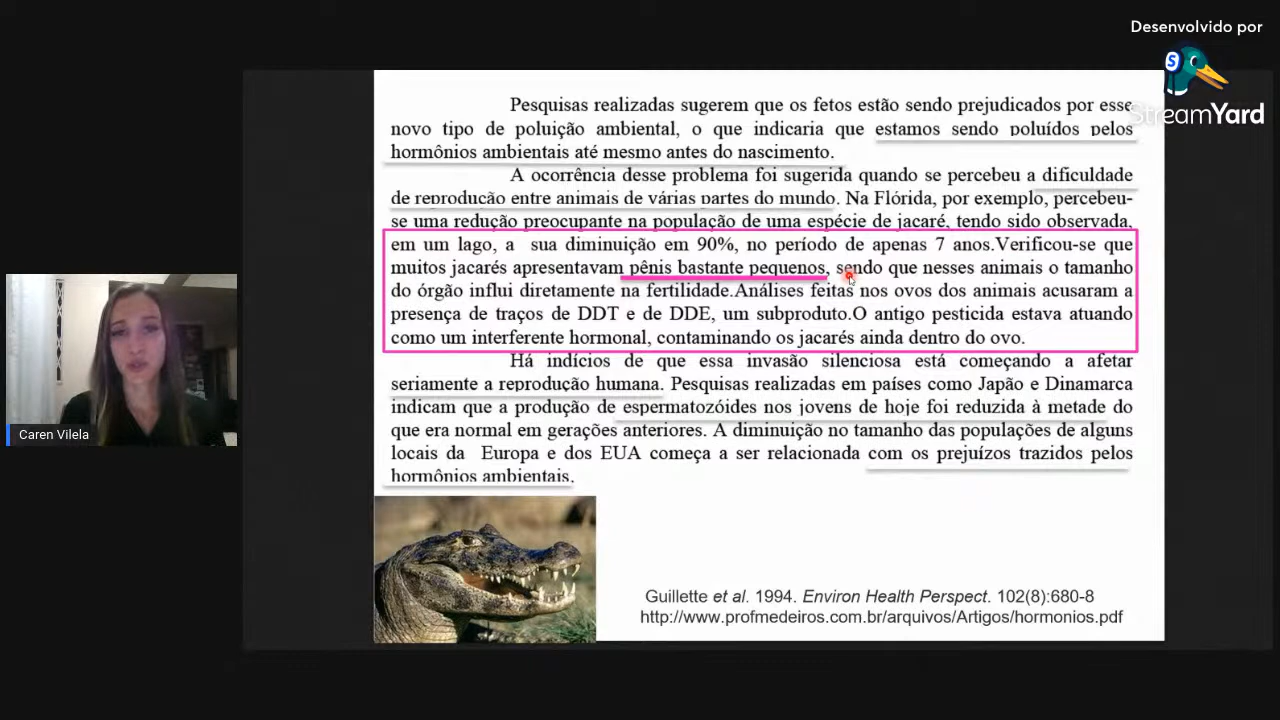 Desenvolvido por
StreamYard
Pesquisas realizadas sugerem que os fetos estão sendo prejudicados por esse
novo tipo de poluição ambiental, o que indicaria que estamos sendo poluídos pelos
hormônios ambientais até mesmo antes do nascimento.
A ocorrência desse problema foi sugerida quando se percebeu a dificuldade
de reprodução entre animais de várias partes do mundo. Na Flórida, por exemplo, percebeu-
se uma redução preocupante na população de uma espécie de jacaré, tendo sido observada,
em um lago, a sua diminuição em 90%, no período de apenas 7 anos.Verificou-se que
muitos jacarés apresentavam pênis bastante pequenos, sendo que nesses animais o tamanho
do órgão influi diretamente na fertilidade.Análises feitas nos ovos dos animais acusaram a
presença de traços de DDT e de DDE, um subproduto.O antigo pesticida estava atuando
como um interferente hormonal, contaminando os jacarés ainda dentro do ovo.
Há indícios de que essa invasão silenciosa está começando a afetar
seriamente a reprodução humana. Pesquisas realizadas em países como Japão e Dinamarca
indicam que a produção de espermatozóides nos jovens de hoje foi reduzida à metade do
que era normal em gerações anteriores. A diminuição no tamanho das populações de alguns
locais da Europa e dos EUA começa a ser relacionada com os prejuízos trazidos pelos
hormônios ambientais.
Caren Vilela
Guillette et al. 1994. Environ Health Perspect. 102(8):680-8
http://www.profmedeiros.com.br/arquivos/Artigos/hormonios.pdf